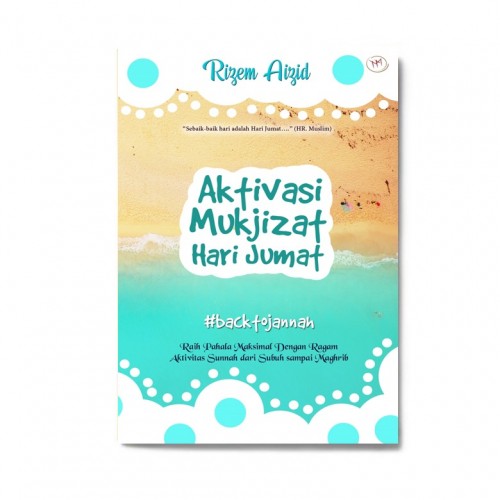 Rizem Aizid
"Sebaik-baik hari adalah Hari Jumat...." (HR. Muslim)
Aktivasi
Mukjizat
Hari Jumat
#backtojannah
Raih Pahala Maksimal Dengan Ragam
Aktivitas Sunnah dari Subuh sampai Maghrib